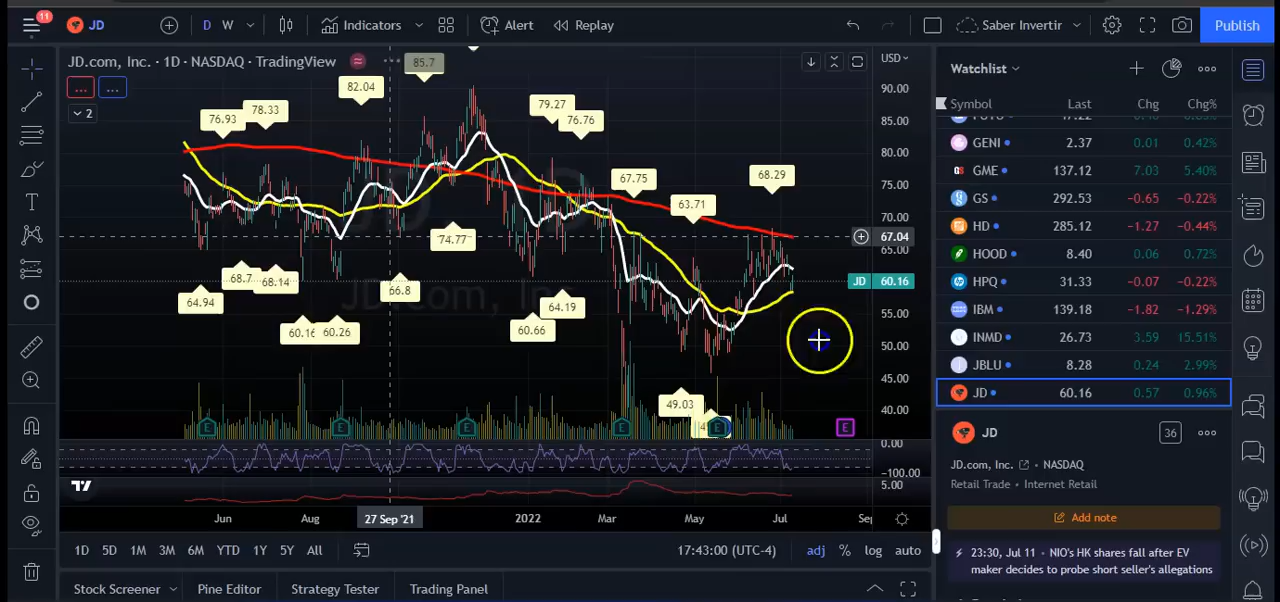 11
JD
D W
Indicators
Alert
Replay
Saber Invertir
Publish
JD.com, Inc. · 1D · NASDAQ · TradingView
...
...
2
USD
90.00
85.00
80.00
75.00
70.00
67.04
65.00
JD 60.16
55.00
50.00
45.00
40.00
0.00
-100.00
5.00
85.7
82.04
78.33
76.93
79.27
76.76
67.75
68.29
63.71
74.77
68.7
68.14
66.8
64.94
64.19
60.16
60.26
60.66
49.03
E E E E E E
JD.com, Inc.
Jun Aug 27 Sep '21 2022 Mar May Jul Sep
1D 5D 1M 3M 6M YTD 1Y 5Y All
17:43:00 (UTC-4) adj % log auto
Stock Screener Pine Editor Strategy Tester Trading Panel
Watchlist
Symbol Last Chg Chg%
GENI 2.37 0.01 0.42%
GME 137.12 7.03 5.40%
GS 292.53 -0.65 -0.22%
HD 285.12 -1.27 -0.44%
HOOD 8.40 0.06 0.72%
HPQ 31.33 -0.07 -0.22%
IBM 139.18 -1.82 -1.29%
INMD 26.73 3.59 15.51%
JBLU 8.28 0.24 2.99%
JD 60.16 0.57 0.96%
JD 36
JD.com, Inc. • NASDAQ
Retail Trade • Internet Retail
Add note
23:30, Jul 11 • NIO's HK shares fall after EV
maker decides to probe short seller's allegations